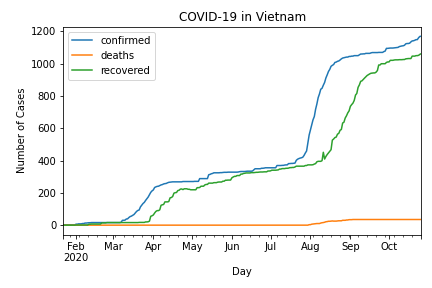 COVID-19 in Vietnam
confirmed
deaths
recovered
Number of Cases
1200
1000
800
600
400
200
0
Feb Mar Apr May Jun Jul Aug Sep Oct
2020
Day